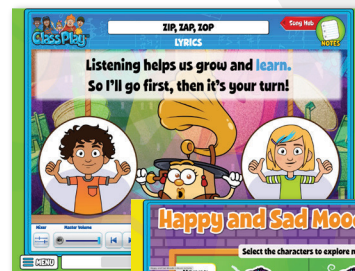 ZIP, ZAP, ZOP
Song Hub
ClassPlay
LYRICS
NOTES
Listening helps us grow and learn.
So I'll go first, then it's your turn!
Mixer
Master Volume
MENU
Happy and Sad
Select the characters to explore